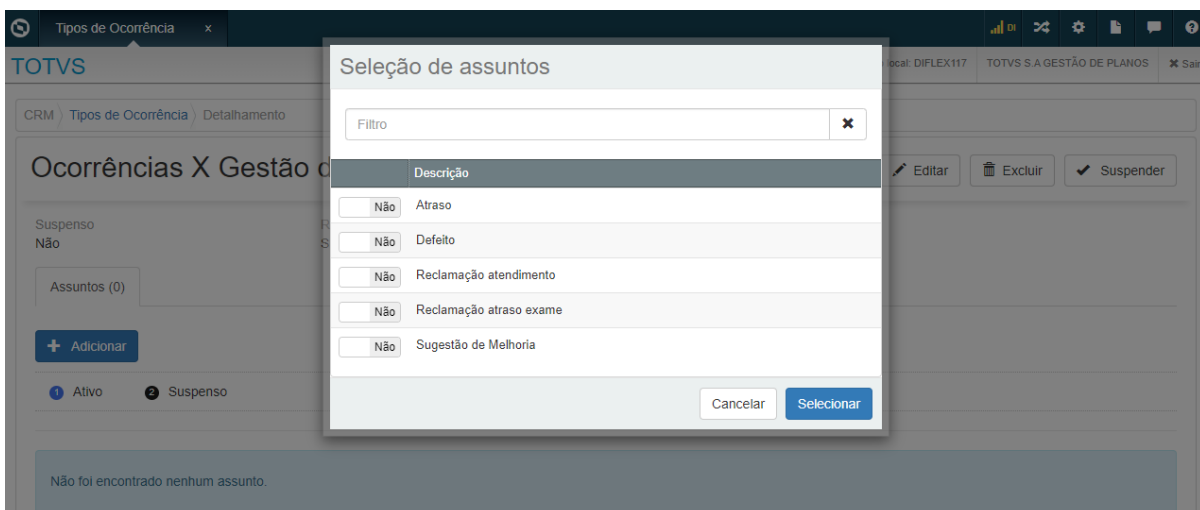 Tipos de Ocorrência x
DI
TOTVS
local: DIFLEX117 TOTVS S.A GESTÃO DE PLANOS Sair
CRM Tipos de Ocorrência Detalhamento
Ocorrências X Gestão
Editar Excluir Suspender
Suspenso
Não
Assuntos (0)
Adicionar
1 Ativo 2 Suspenso
Não foi encontrado nenhum assunto.
Seleção de assuntos
Filtro
Descrição
Não Atraso
Não Defeito
Não Reclamação atendimento
Não Reclamação atraso exame
Não Sugestão de Melhoria
Cancelar Selecionar